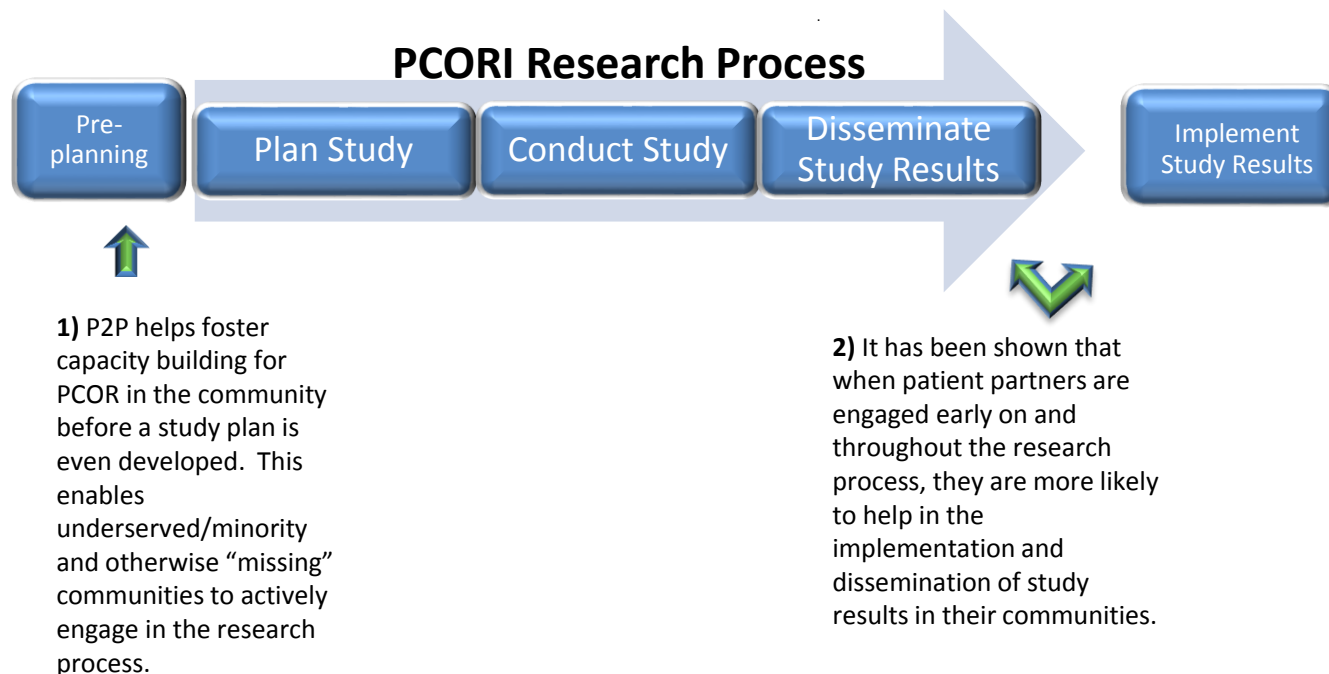 PCORI Research Process
Pre-
planning
Plan Study
Conduct Study
Disseminate
Study Results
Implement
Study Results
1) P2P helps foster
capacity building for
PCOR in the community
before a study plan is
even developed.  This
enables
underserved/minority
and otherwise “missing”
communities to actively
engage in the research
process.
2) It has been shown that
when patient partners are
engaged early on and
throughout the research
process, they are more likely
to help in the
implementation and
dissemination of study
results in their communities.